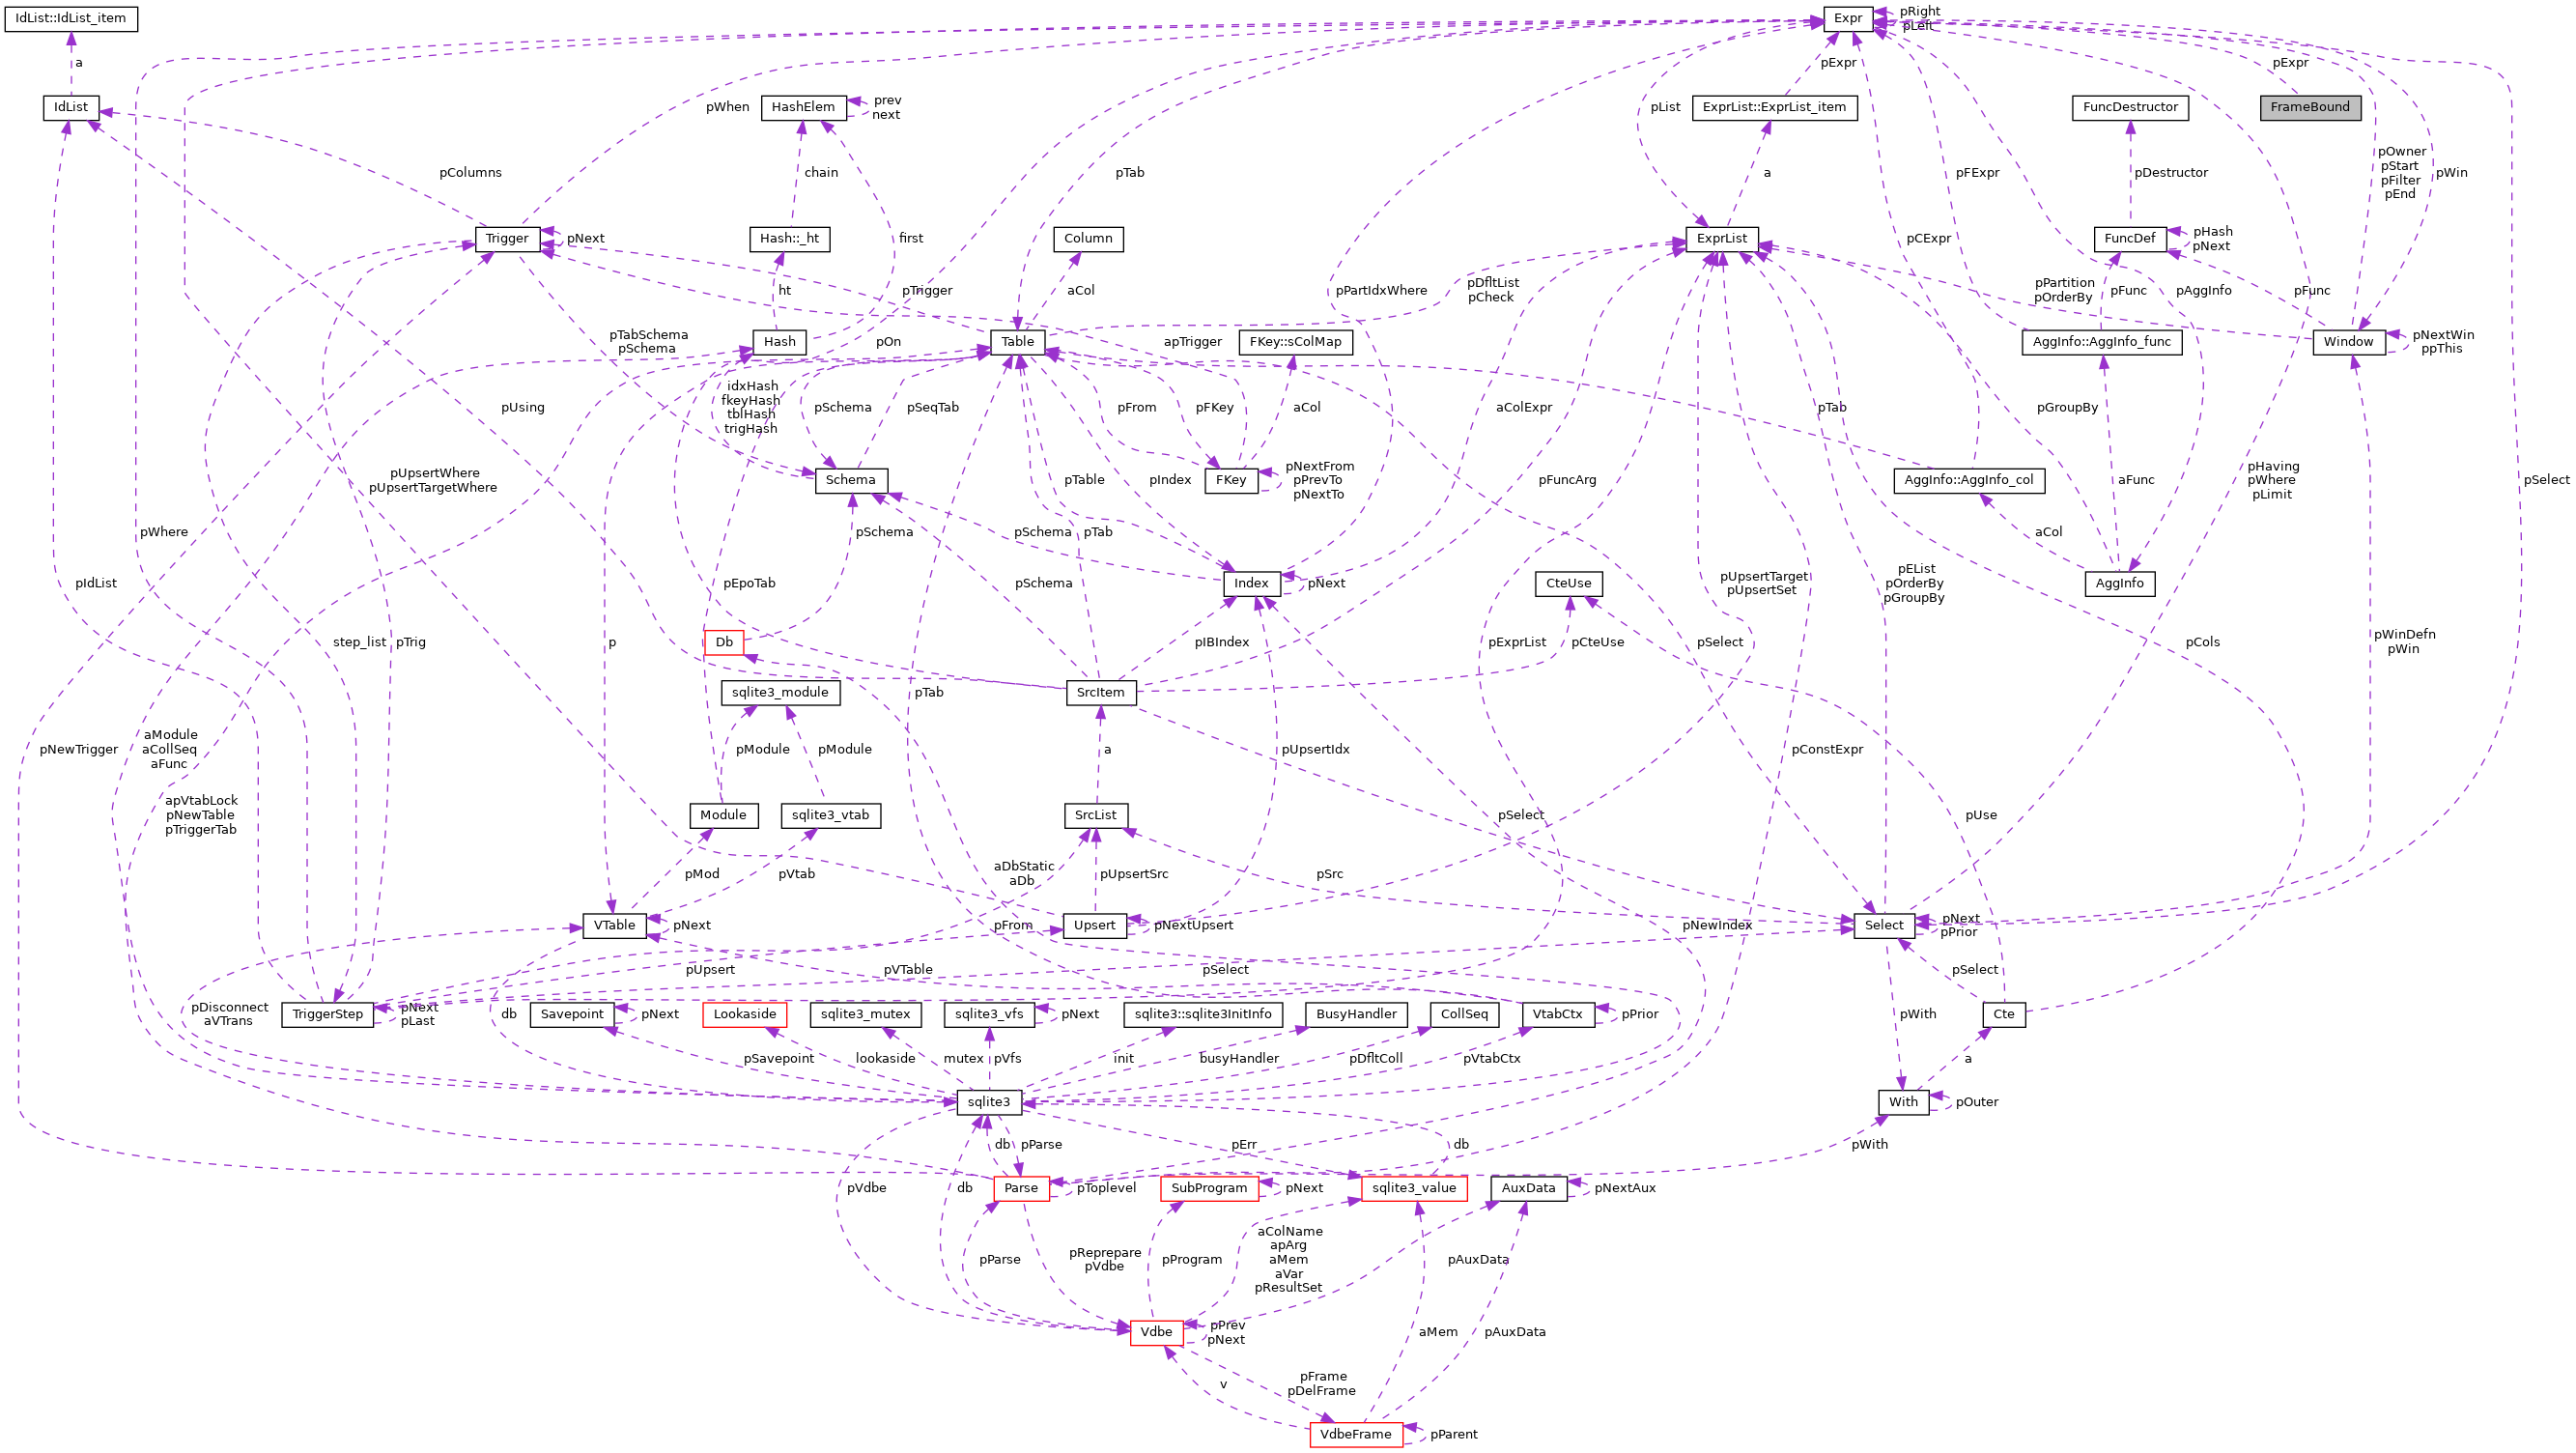 IdList::IdList_item
Expr
pRight
pLeft
a
pExpr
pExpr
IdList
pWhen
HashElem
prev
next
pList
ExprList::ExprList_item
FuncDestructor
FrameBound
pColumns
chain
pTab
a
pFExpr
pDestructor
pOwner
pStart
pFilter
pEnd
pWin
Trigger
pNext
Hash::_ht
first
Column
ExprList
pCExpr
FuncDef
pHash
pNext
ht
pTrigger
aCol
pPartIdxWhere
pDfltList
pCheck
pPartition
pOrderBy
pFunc
pAggInfo
pFunc
pTabSchema
pSchema
Hash
pOn
Table
apTrigger
FKey::sColMap
AggInfo::AggInfo_func
Window
pNextWin
ppThis
pUsing
idxHash
fkeyHash
tblHash
trigHash
pSchema
pSeqTab
pFrom
pFKey
aCol
aColExpr
pTab
pGroupBy
pUpsertWhere
pUpsertTargetWhere
Schema
pTable
pIndex
FKey
pNextFrom
pPrevTo
pNextTo
pFuncArg
AggInfo::AggInfo_col
aFunc
pHaving
pWhere
pLimit
pSelect
pWhere
pSchema
pSchema
pTab
aCol
pIdList
pEpoTab
pSchema
Index
pNext
CteUse
pUpsertTarget
pUpsertSet
pEList
pOrderBy
pGroupBy
AggInfo
step_list
pTrig
p
Db
pIBIndex
pExprList
pCteUse
pSelect
pCols
pWinDefn
pWin
sqlite3_module
pTab
SrcItem
pNewTrigger
aModule
aCollSeq
aFunc
pModule
pModule
a
pUpsertIdx
pConstExpr
apVtabLock
pNewTable
pTriggerTab
Module
sqlite3_vtab
SrcList
pSelect
pUse
pMod
pVtab
aDbStatic
aDb
pUpsertSrc
pSrc
VTable
pNext
pFrom
Upsert
pNextUpsert
pNewIndex
Select
pNext
pPrior
pUpsert
pVTable
pSelect
pSelect
pDisconnect
aVTrans
TriggerStep
pNext
pLast
db
Savepoint
pNext
Lookaside
sqlite3_mutex
sqlite3_vfs
pNext
sqlite3::sqlite3InitInfo
BusyHandler
CollSeq
VtabCtx
pPrior
pWith
Cte
pSavepoint
lookaside
mutex
pVfs
init
busyHandler
pDfltColl
pVtabCtx
a
sqlite3
With
pOuter
db
pParse
pErr
db
pWith
pVdbe
db
Parse
pToplevel
SubProgram
pNext
sqlite3_value
AuxData
pNextAux
pParse
pReprepare
pVdbe
pProgram
aColName
apArg
aMem
aVar
pResultSet
pAuxData
Vdbe
pPrev
pNext
aMem
pAuxData
v
pFrame
pDelFrame
VdbeFrame
pParent